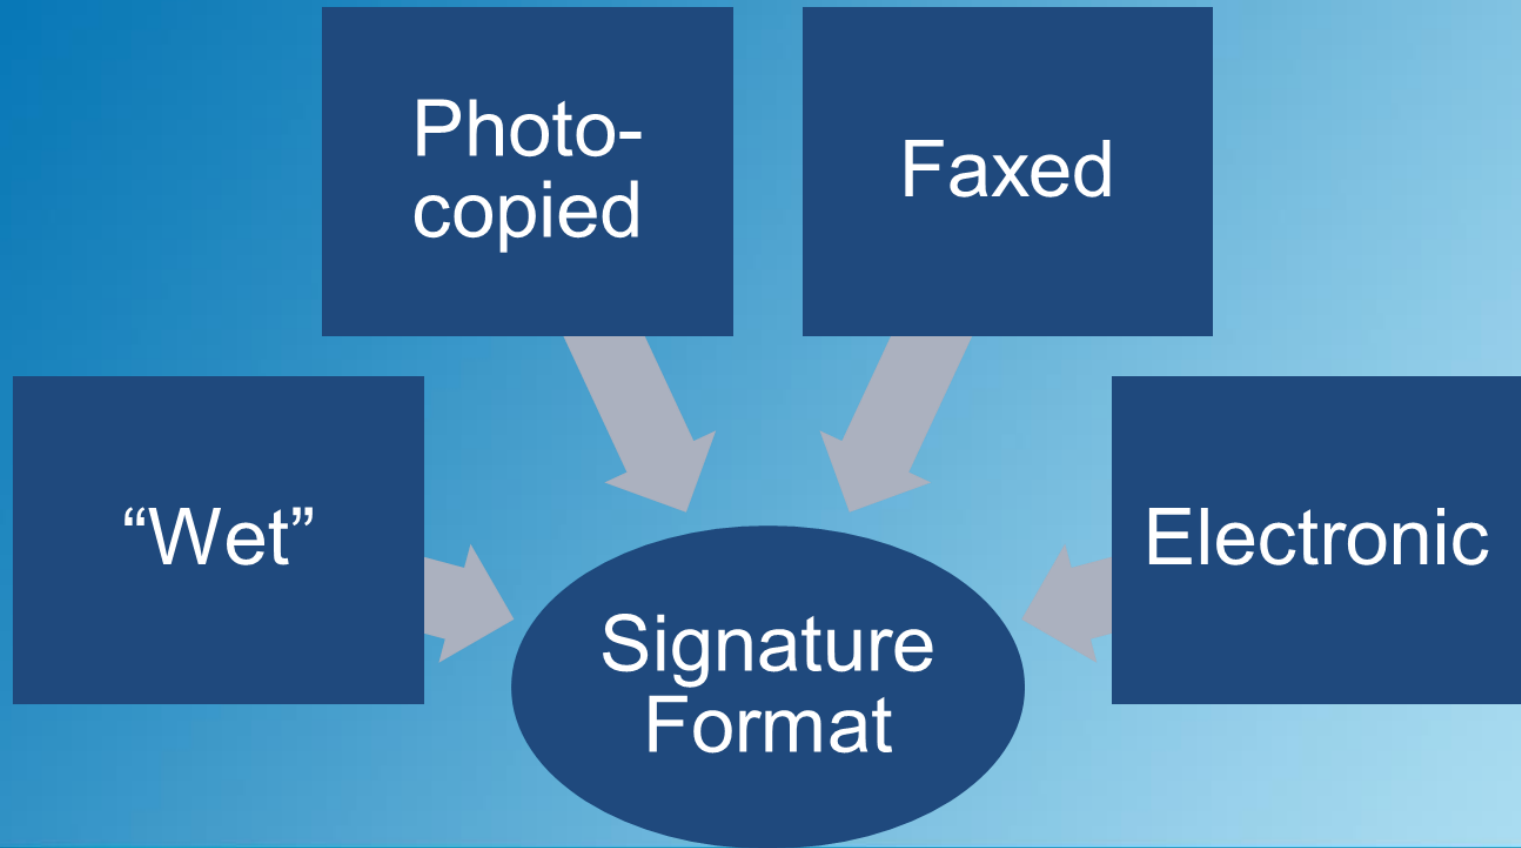 Photo-
copied
Faxed
“Wet”
Electronic
Signature
Format